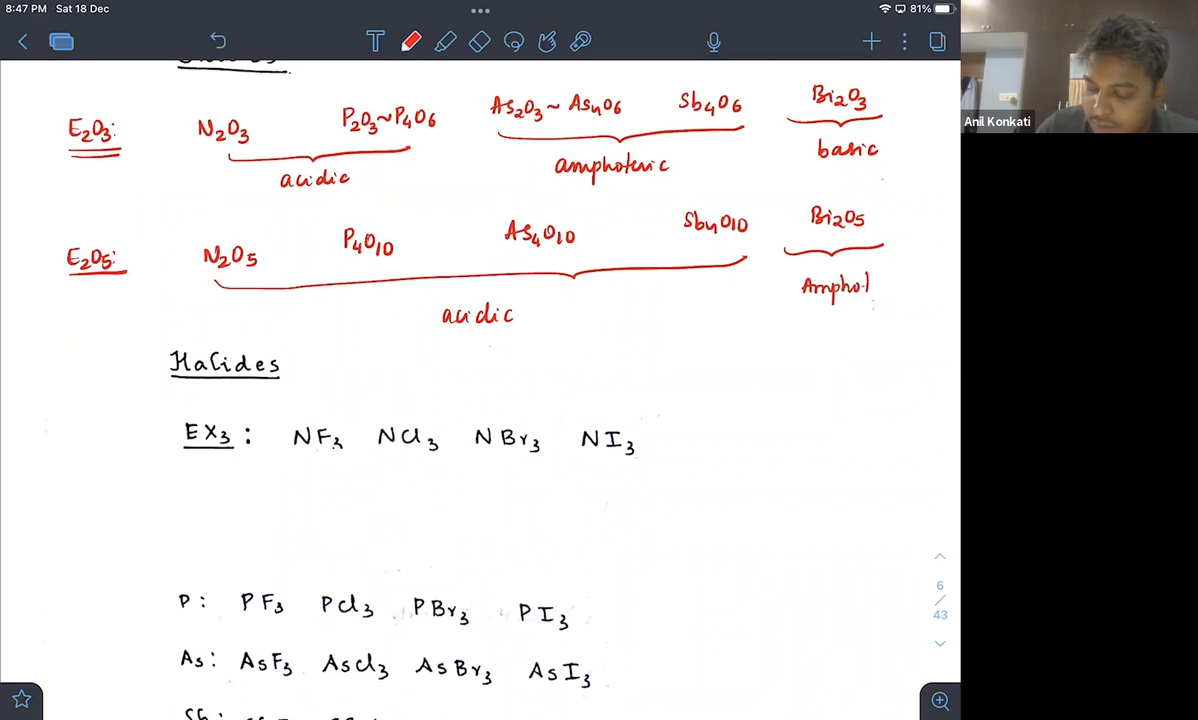 8:47 PM Sat 18 Dec
81%
Anil Konkati
E2O3: N2O3 P2O3~P4O6 As2O3~As4O6 Sb4O6 Bi2O3
acidic amphoteric basic
E2O5: N2O5 P4O10 As4O10 Sb4O10 Bi2O5
acidic Amphol
Halides
EX3: NF3 NCl3 NBr3 NI3
P: PF3 PCl3 PBr3 PI3
As: AsF3 AsCl3 AsBr3 AsI3
6
/
43